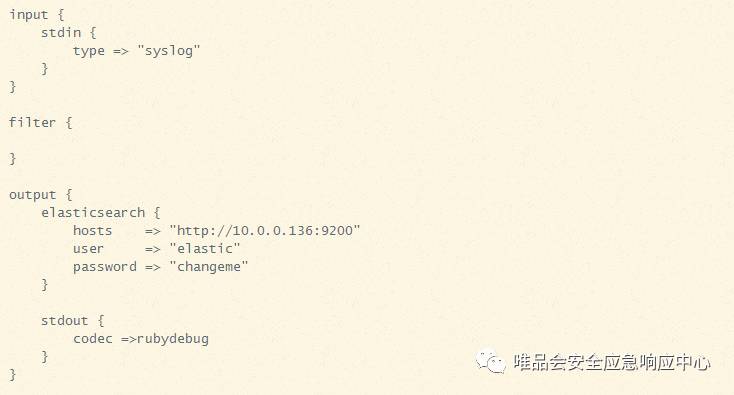 input {
    stdin {
        type => "syslog"
    }
}

filter {

}

output {
    elasticsearch {
        hosts    => "http://10.0.0.136:9200"
        user     => "elastic"
        password => "changeme"
    }

    stdout {
        codec =>rubydebug
    }
}
唯品会安全应急响应中心